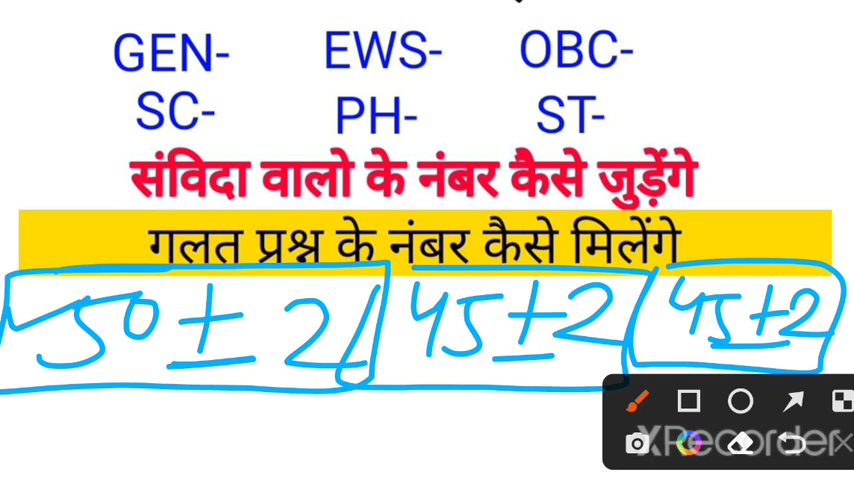 GEN- EWS- OBC-
SC- PH- ST-
संविदा वालो के नंबर कैसे जुड़ेंगे
गलत प्रश्न के नंबर कैसे मिलेंगे
50 ± 2 45 ± 2 45 ± 2
XRecorder